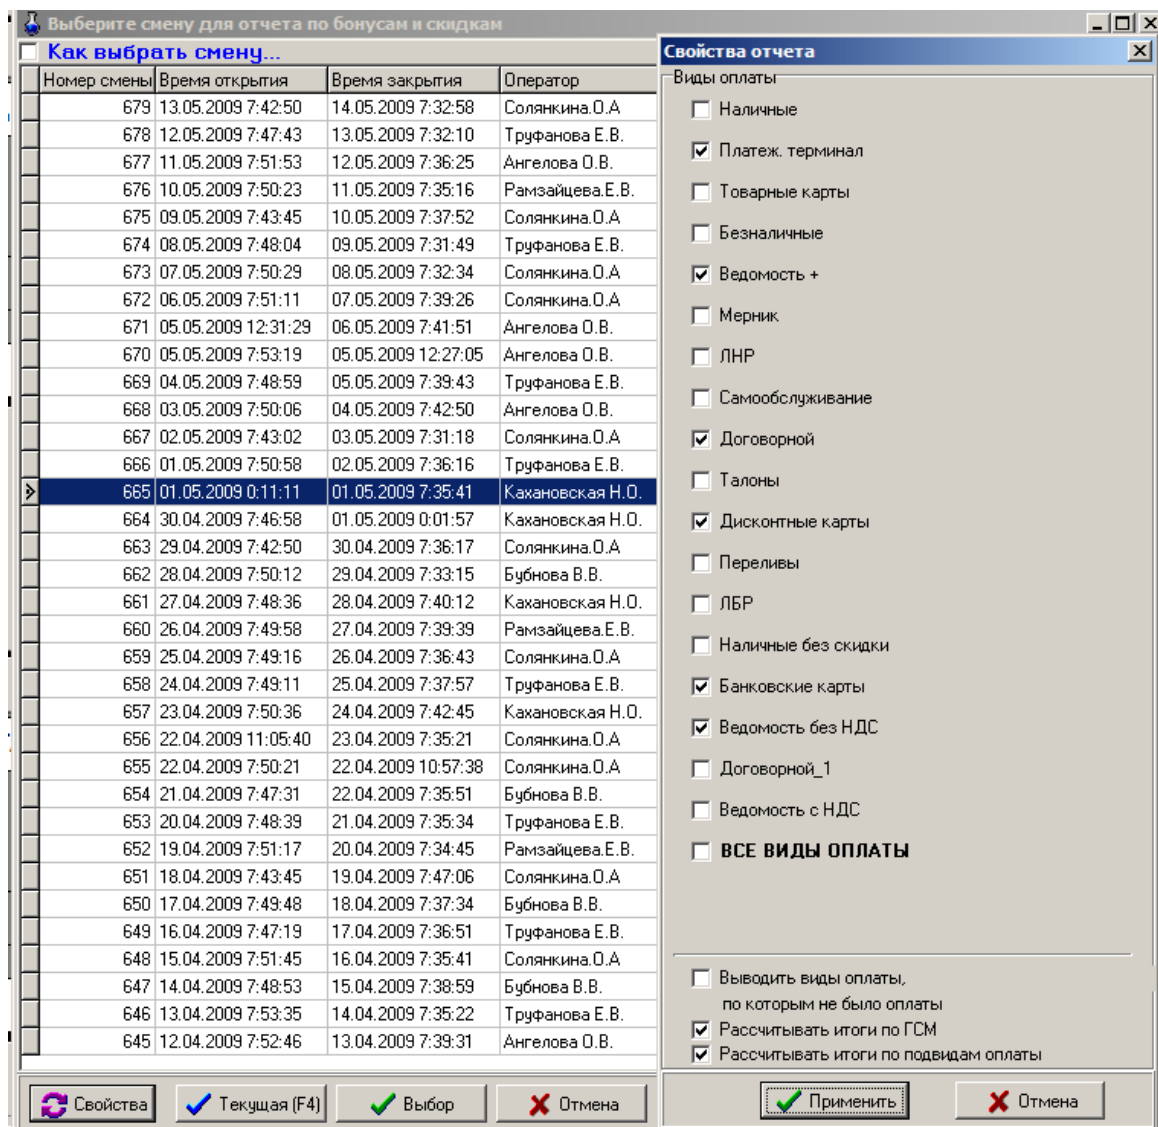 Выберите смену для отчета по бонусам и скидкам
Как выбрать смену...
Номер смены Время открытия Время закрытия Оператор
679 13.05.2009 7:42:50 14.05.2009 7:32:58 Солянкина.О.А
678 12.05.2009 7:47:43 13.05.2009 7:32:10 Труфанова Е.В.
677 11.05.2009 7:51:53 12.05.2009 7:36:25 Ангелова О.В.
676 10.05.2009 7:50:23 11.05.2009 7:35:16 Рамзайцева.Е.В.
675 09.05.2009 7:43:45 10.05.2009 7:37:52 Солянкина.О.А
674 08.05.2009 7:48:04 09.05.2009 7:31:49 Труфанова Е.В.
673 07.05.2009 7:50:29 08.05.2009 7:32:34 Солянкина.О.А
672 06.05.2009 7:51:11 07.05.2009 7:39:26 Солянкина.О.А
671 05.05.2009 12:31:29 06.05.2009 7:41:51 Ангелова О.В.
670 05.05.2009 7:53:19 05.05.2009 12:27:05 Ангелова О.В.
669 04.05.2009 7:48:59 05.05.2009 7:39:43 Труфанова Е.В.
668 03.05.2009 7:50:06 04.05.2009 7:42:50 Ангелова О.В.
667 02.05.2009 7:43:02 03.05.2009 7:31:18 Солянкина.О.А
666 01.05.2009 7:50:58 02.05.2009 7:36:16 Труфанова Е.В.
665 01.05.2009 0:11:11 01.05.2009 7:35:41 Кахановская Н.О.
664 30.04.2009 7:46:58 01.05.2009 0:01:57 Кахановская Н.О.
663 29.04.2009 7:42:50 30.04.2009 7:36:17 Солянкина.О.А
662 28.04.2009 7:50:12 29.04.2009 7:33:15 Бубнова В.В.
661 27.04.2009 7:48:36 28.04.2009 7:40:12 Кахановская Н.О.
660 26.04.2009 7:49:58 27.04.2009 7:39:39 Рамзайцева.Е.В.
659 25.04.2009 7:49:16 26.04.2009 7:36:43 Солянкина.О.А
658 24.04.2009 7:49:11 25.04.2009 7:37:57 Труфанова Е.В.
657 23.04.2009 7:50:36 24.04.2009 7:42:45 Кахановская Н.О.
656 22.04.2009 11:05:40 23.04.2009 7:35:21 Солянкина.О.А
655 22.04.2009 7:50:21 22.04.2009 10:57:38 Солянкина.О.А
654 21.04.2009 7:47:31 22.04.2009 7:35:51 Бубнова В.В.
653 20.04.2009 7:48:39 21.04.2009 7:35:34 Труфанова Е.В.
652 19.04.2009 7:51:17 20.04.2009 7:34:45 Рамзайцева.Е.В.
651 18.04.2009 7:43:45 19.04.2009 7:47:06 Солянкина.О.А
650 17.04.2009 7:49:48 18.04.2009 7:37:34 Бубнова В.В.
649 16.04.2009 7:47:19 17.04.2009 7:36:51 Труфанова Е.В.
648 15.04.2009 7:51:45 16.04.2009 7:35:41 Солянкина.О.А
647 14.04.2009 7:48:53 15.04.2009 7:38:59 Бубнова В.В.
646 13.04.2009 7:53:35 14.04.2009 7:35:22 Труфанова Е.В.
645 12.04.2009 7:52:46 13.04.2009 7:39:31 Ангелова О.В.
Свойства Текущая (F4) Выбор Отмена
Свойства отчета
Виды оплаты
Наличные
Платеж. терминал
Товарные карты
Безналичные
Ведомость +
Мерник
ЛНР
Самообслуживание
Договорной
Талоны
Дисконтные карты
Переливы
ЛБР
Наличные без скидки
Банковские карты
Ведомость без НДС
Договорной_1
Ведомость с НДС
ВСЕ ВИДЫ ОПЛАТЫ
Выводить виды оплаты,
по которым не было оплаты
Рассчитывать итоги по ГСМ
Рассчитывать итоги по подвидам оплаты
Применить Отмена